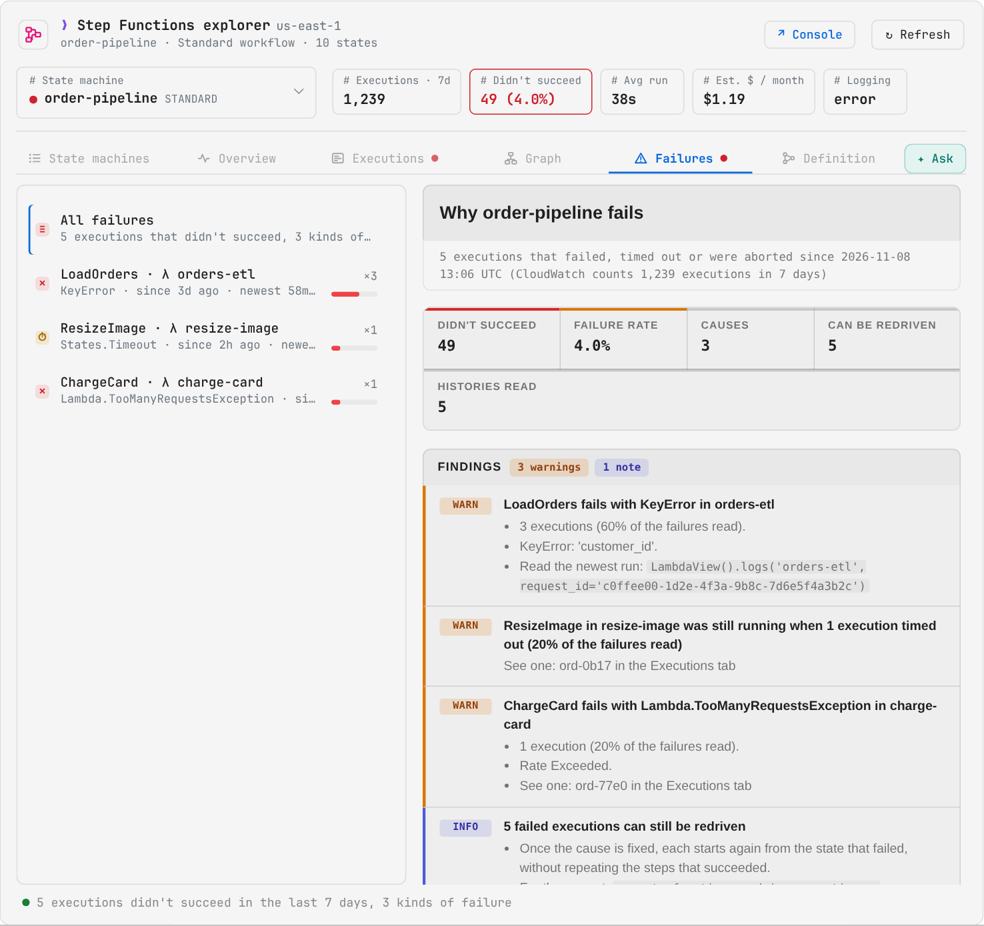 Step Functions explorer us-east-1
order-pipeline · Standard workflow · 10 states
↗ Console
↻ Refresh
# State machine
order-pipeline STANDARD
# Executions · 7d
1,239
# Didn't succeed
49 (4.0%)
# Avg run
38s
# Est. $ / month
$1.19
# Logging
error
State machines
Overview
Executions
Graph
Failures
Definition
✦ Ask
All failures
5 executions that didn't succeed, 3 kinds of…
LoadOrders · λ orders-etl ×3
KeyError · since 3d ago · newest 58m…
ResizeImage · λ resize-image ×1
States.Timeout · since 2h ago · newe…
ChargeCard · λ charge-card ×1
Lambda.TooManyRequestsException · si…
Why order-pipeline fails
5 executions that failed, timed out or were aborted since 2026-11-08
13:06 UTC (CloudWatch counts 1,239 executions in 7 days)
DIDN'T SUCCEED
49
FAILURE RATE
4.0%
CAUSES
3
CAN BE REDRIVEN
5
HISTORIES READ
5
FINDINGS 3 warnings 1 note
WARN LoadOrders fails with KeyError in orders-etl
• 3 executions (60% of the failures read).
• KeyError: 'customer_id'.
• Read the newest run: LambdaView().logs('orders-etl',
request_id='c0ffee00-1d2e-4f3a-9b8c-7d6e5f4a3b2c')
WARN ResizeImage in resize-image was still running when 1 execution timed
out (20% of the failures read)
See one: ord-0b17 in the Executions tab
WARN ChargeCard fails with Lambda.TooManyRequestsException in charge-
card
• 1 execution (20% of the failures read).
• Rate Exceeded.
• See one: ord-77e0 in the Executions tab
INFO 5 failed executions can still be redriven
• Once the cause is fixed, each starts again from the state that failed,
without repeating the steps that succeeded.
5 executions didn't succeed in the last 7 days, 3 kinds of failure